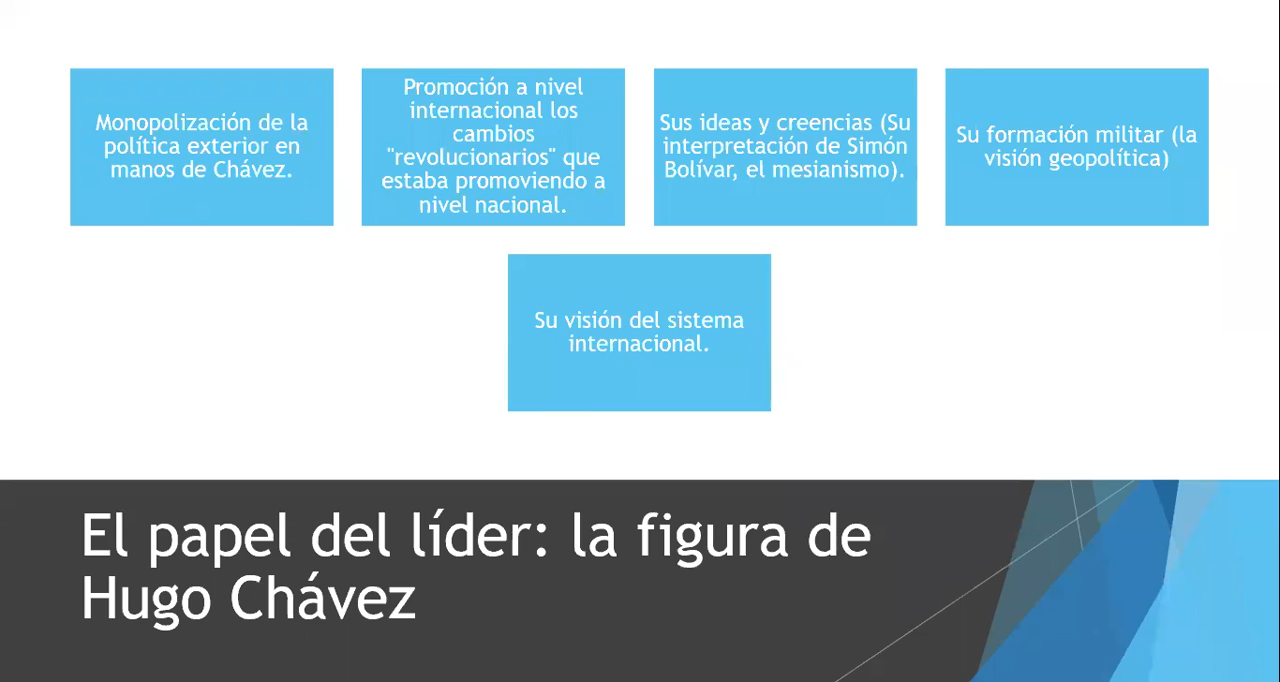 Monopolización de la
política exterior en
manos de Chávez.
Promoción a nivel
internacional los
cambios
"revolucionarios" que
estaba promoviendo a
nivel nacional.
Sus ideas y creencias (Su
interpretación de Simón
Bolívar, el mesianismo).
Su formación militar (la
visión geopolítica)
Su visión del sistema
internacional.
El papel del líder: la figura de
Hugo Chávez